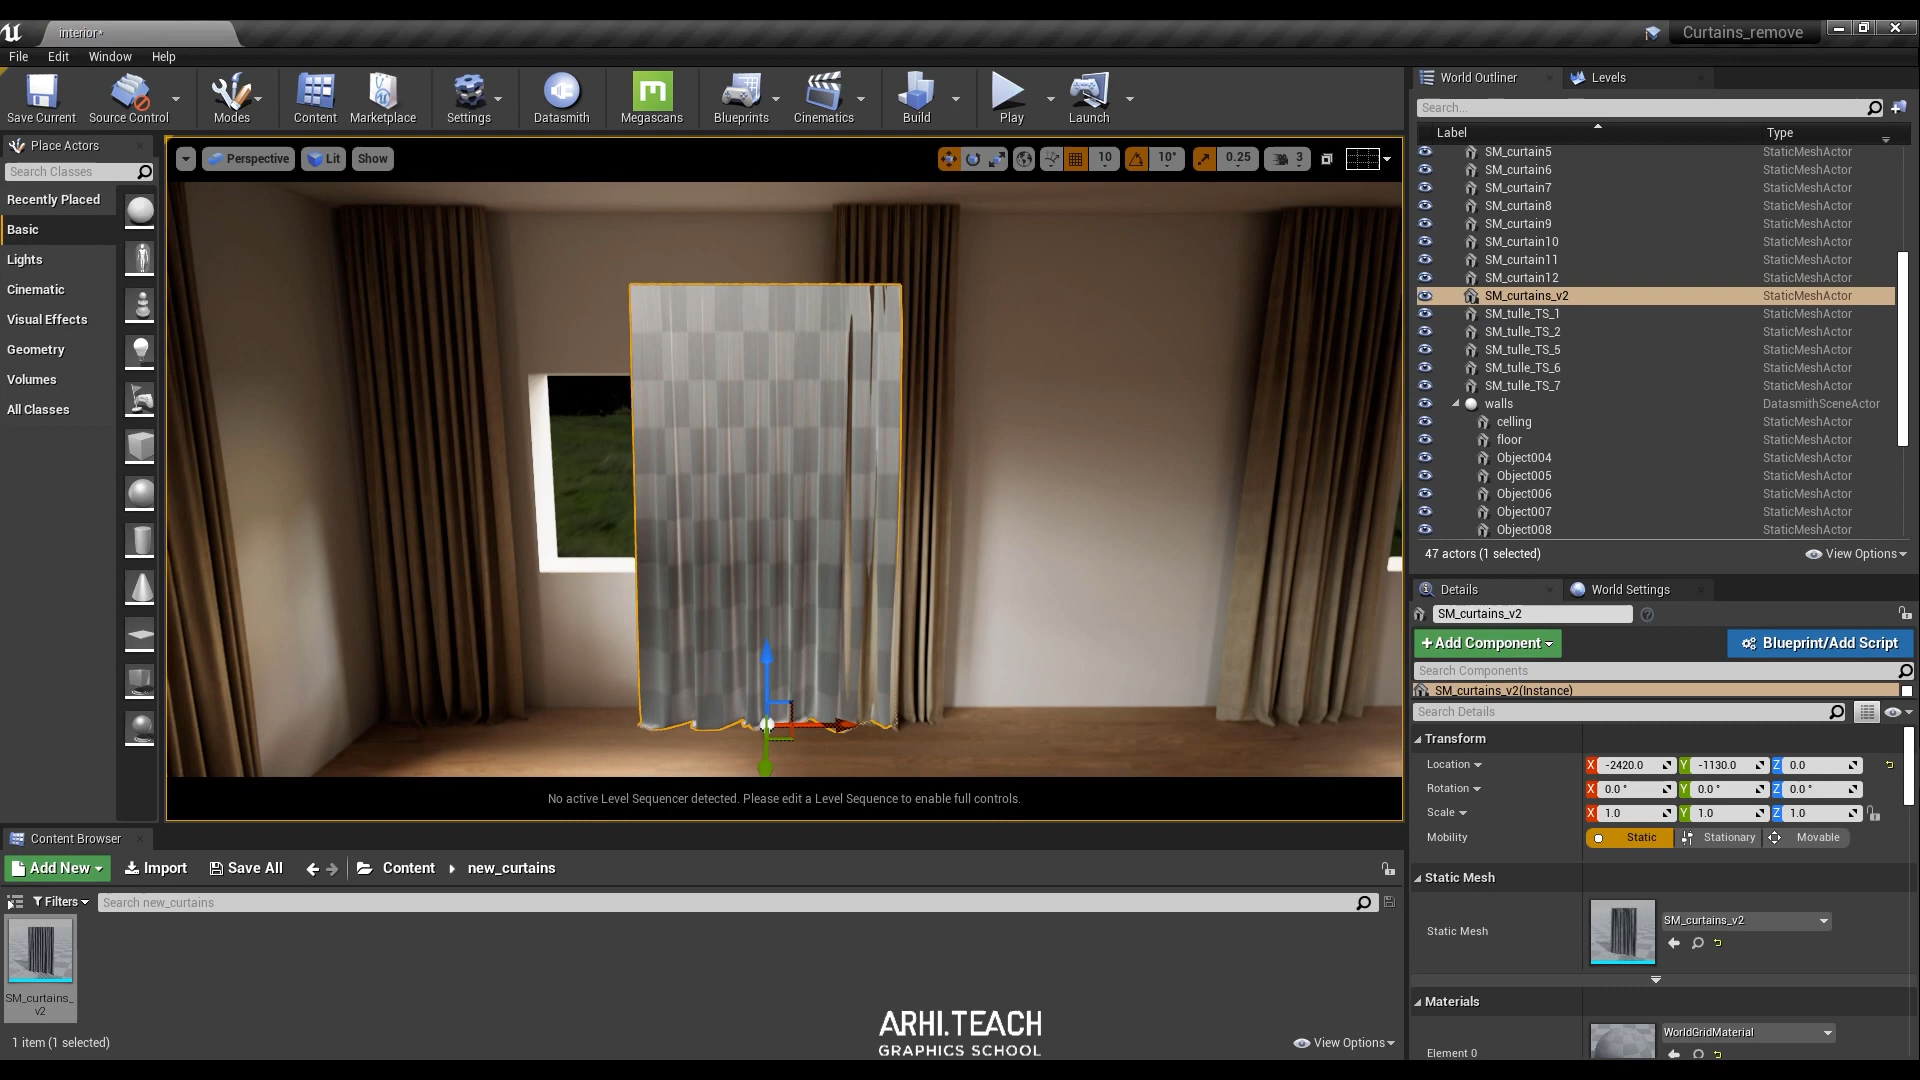 interior*
Curtains_remove
File Edit Window Help
Save Current Source Control Modes Content Marketplace Settings Datasmith Megascans Blueprints Cinematics Build Play Launch
Place Actors
Search Classes
Recently Placed
Basic
Lights
Cinematic
Visual Effects
Geometry
Volumes
All Classes
Perspective Lit Show 10 10° 0.25 3
No active Level Sequencer detected. Please edit a Level Sequence to enable full controls.
World Outliner Levels
Search...
Label Type
SM_curtain5 StaticMeshActor
SM_curtain6 StaticMeshActor
SM_curtain7 StaticMeshActor
SM_curtain8 StaticMeshActor
SM_curtain9 StaticMeshActor
SM_curtain10 StaticMeshActor
SM_curtain11 StaticMeshActor
SM_curtain12 StaticMeshActor
SM_curtains_v2 StaticMeshActor
SM_tulle_TS_1 StaticMeshActor
SM_tulle_TS_2 StaticMeshActor
SM_tulle_TS_5 StaticMeshActor
SM_tulle_TS_6 StaticMeshActor
SM_tulle_TS_7 StaticMeshActor
walls DatasmithSceneActor
celling StaticMeshActor
floor StaticMeshActor
Object004 StaticMeshActor
Object005 StaticMeshActor
Object006 StaticMeshActor
Object007 StaticMeshActor
Object008 StaticMeshActor
47 actors (1 selected) View Options
Details World Settings
SM_curtains_v2
+Add Component Blueprint/Add Script
Search Components
SM_curtains_v2(Instance)
Search Details
Transform
Location X -2420.0 Y -1130.0 Z 0.0
Rotation X 0.0° Y 0.0° Z 0.0°
Scale X 1.0 Y 1.0 Z 1.0
Mobility Static Stationary Movable
Static Mesh
Static Mesh SM_curtains_v2
Materials
Element 0 WorldGridMaterial
Content Browser
Add New Import Save All Content new_curtains
Filters Search new_curtains
SM_curtains_
v2
1 item (1 selected) View Options
ARHI.TEACH
GRAPHICS SCHOOL